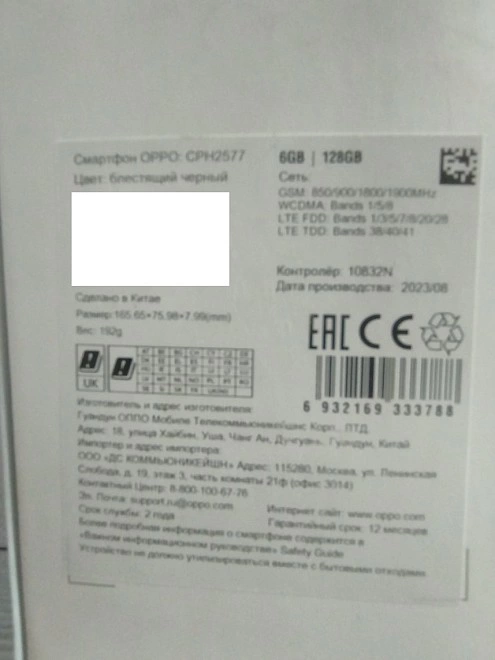 Смартфон OPPO: CPH2577
Цвет: блестящий черный
6GB | 128GB
Сеть:
GSM: 850/900/1800/1900MHz
WCDMA: Bands 1/5/8
LTE FDD: Bands 1/3/5/7/8/20/28
LTE TDD: Bands 38/40/41
Контролёр: 10832N
Дата производства: 2023/08
Сделано в Китае
Размер:165.65*75.98*7.99(mm)
Вес: 192g
EAC CE
UK
6 932169 333788
Изготовитель и адрес изготовителя:
Гуандун ОППО Мобиле Телекоммьюникейшнс Корп., ЛТД.
Адрес: 18, улица Хайбин, Уша, Чанг Ан, Дунгуан, Гуандун, Китай
Импортер и адрес импортера:
ООО «ДС КОММЬЮНИКЕЙШН» Адрес: 115280, Москва, ул. Ленинская
Слобода, д. 19, этаж 3, часть комнаты 21ф (офис 3014)
Контактный Центр: 8-800-100-67-76
Эл. Почта: support.ru@oppo.com
Интернет сайт: www.oppo.com
Срок службы: 2 года
Гарантийный срок: 12 месяцев
Более подробная информация о смартфоне содержится в
«Важном информационном руководстве» Safety Guide
Устройство не должно утилизироваться вместе с бытовыми отходами.